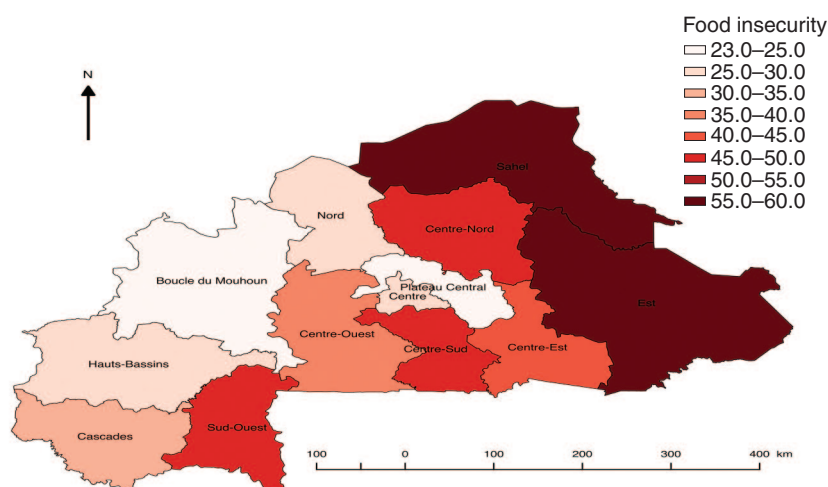 Food insecurity
23.0–25.0
25.0–30.0
30.0–35.0
35.0–40.0
40.0–45.0
45.0–50.0
50.0–55.0
55.0–60.0
N
Sahel
Nord
Centre-Nord
Boucle du Mouhoun
Plateau Central
Centre
Est
Centre-Ouest
Centre-Sud
Centre-Est
Hauts-Bassins
Cascades
Sud-Ouest
100 0 100 200 300 400 km